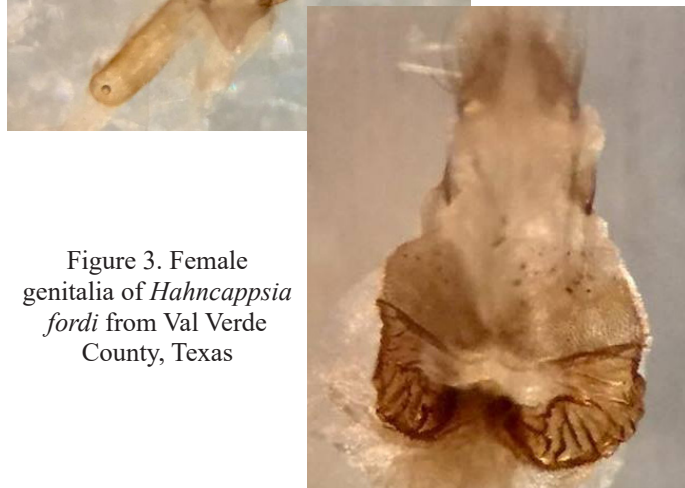 Figure 3. Female
genitalia of Hahncappsia
fordi from Val Verde
County, Texas